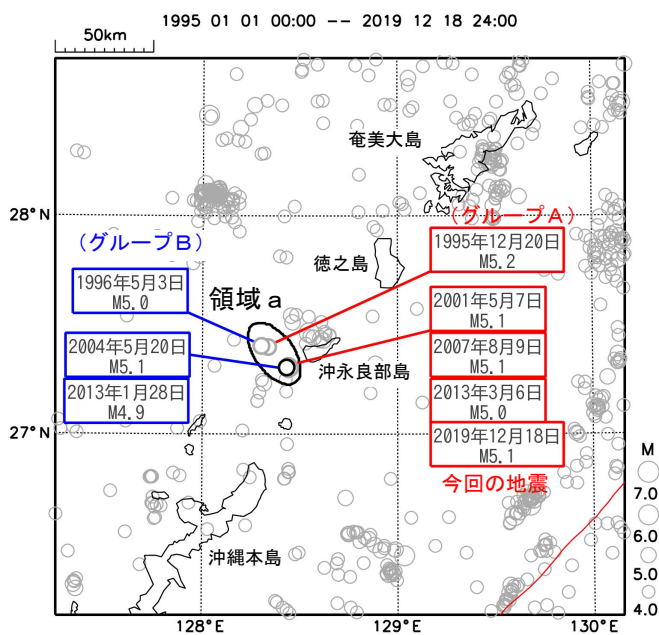 1995 01 01 00:00 -- 2019 12 18 24:00
50km
奄美大島
28°N
(グループA)
(グループB)
1995年12月20日
M5.2
徳之島
1996年5月3日
M5.0
領域a
2001年5月7日
M5.1
2004年5月20日
M5.1
2007年8月9日
M5.1
沖永良部島
2013年1月28日
M4.9
2013年3月6日
M5.0
27°N
2019年12月18日
M5.1
今回の地震
M
7.0
6.0
5.0
4.0
沖縄本島
128°E
129°E
130°E